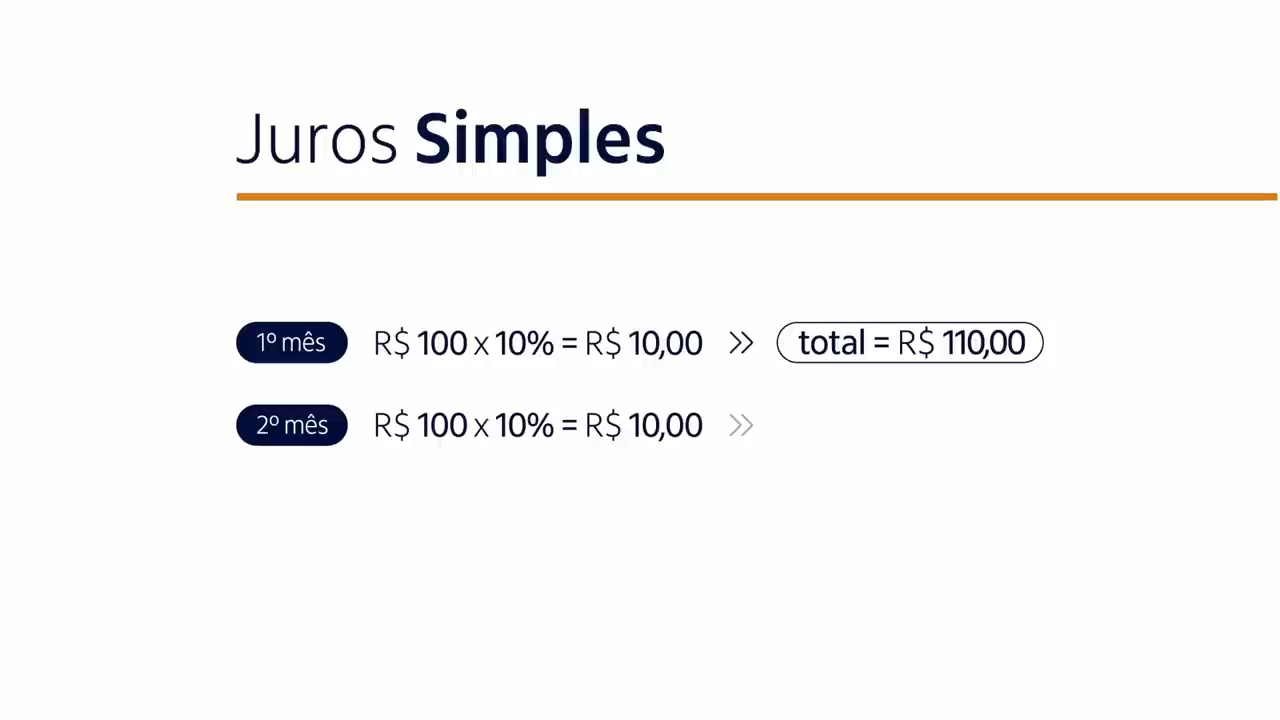 Juros Simples
1º mês R$ 100 x 10% = R$ 10,00 >> total = R$ 110,00
2º mês R$ 100 x 10% = R$ 10,00 >>